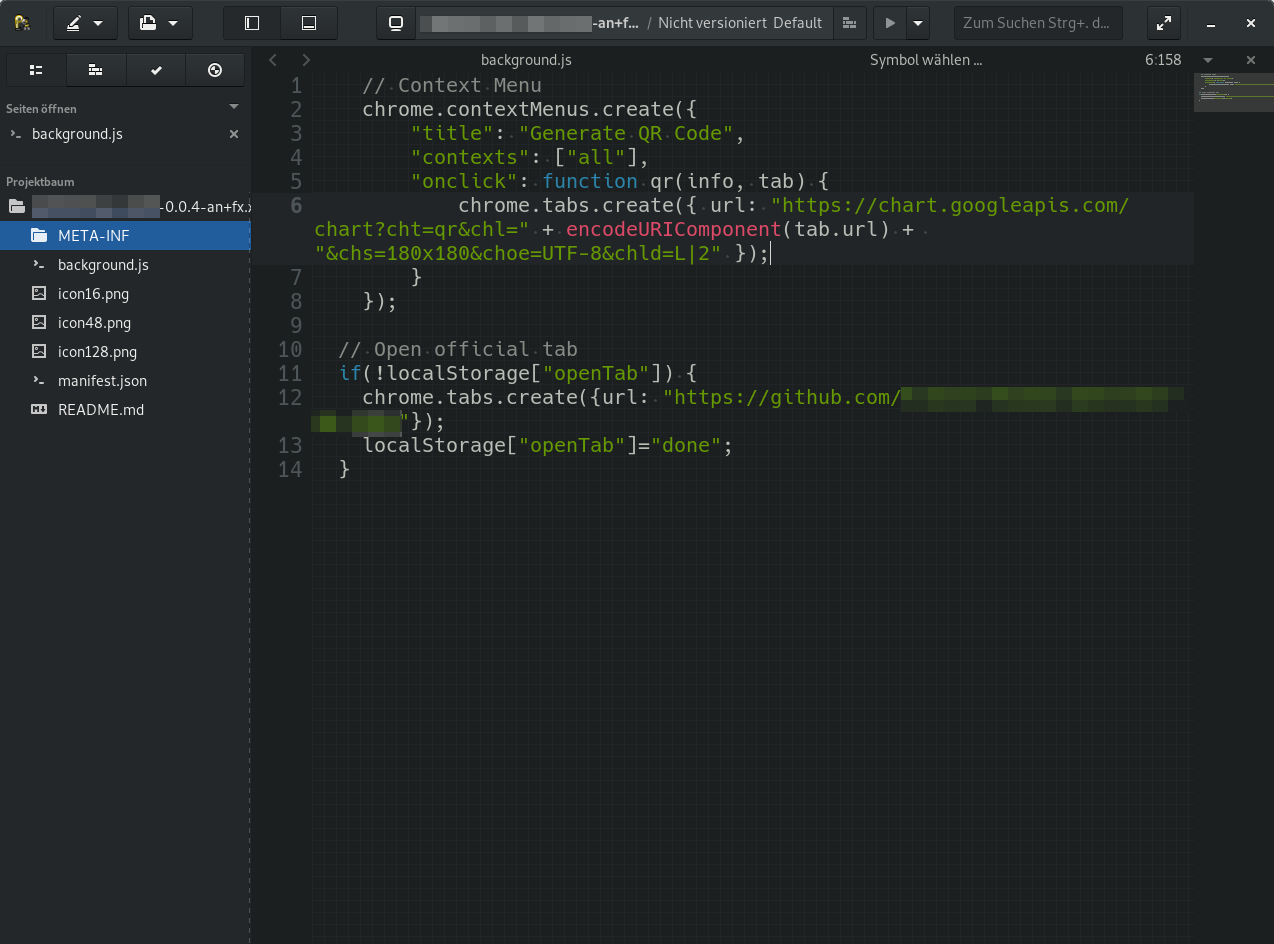 -an+f... / Nicht versioniert Default
Zum Suchen Strg+. d...
background.js
Symbol wählen ...
6:158
Seiten öffnen
background.js
Projektbaum
-0.0.4-an+fx.
META-INF
background.js
icon16.png
icon48.png
icon128.png
manifest.json
README.md
1 // Context Menu
2 chrome.contextMenus.create({
3 "title": "Generate QR Code",
4 "contexts": ["all"],
5 "onclick": function qr(info, tab) {
6 chrome.tabs.create({ url: "https://chart.googleapis.com/
chart?cht=qr&chl=" + encodeURIComponent(tab.url) +
"&chs=180x180&choe=UTF-8&chld=L|2" });
7 }
8 });
9
10 // Open official tab
11 if(!localStorage["openTab"]) {
12 chrome.tabs.create({url: "https://github.com/
"});
13 localStorage["openTab"]="done";
14 }